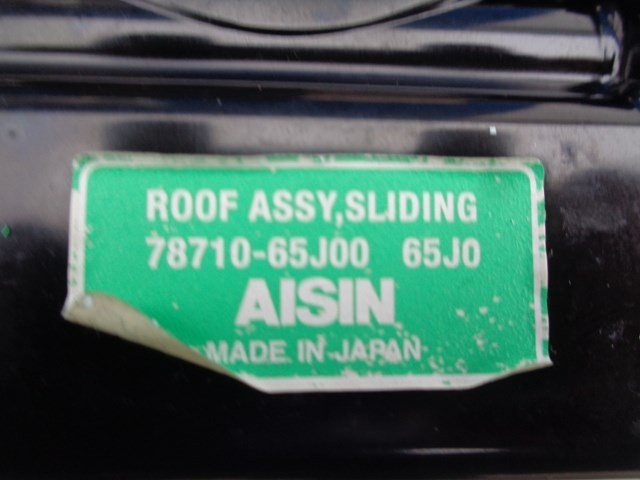 ROOF ASSY,SLIDING
78710-65J00 65J0
AISIN
MADE IN JAPAN